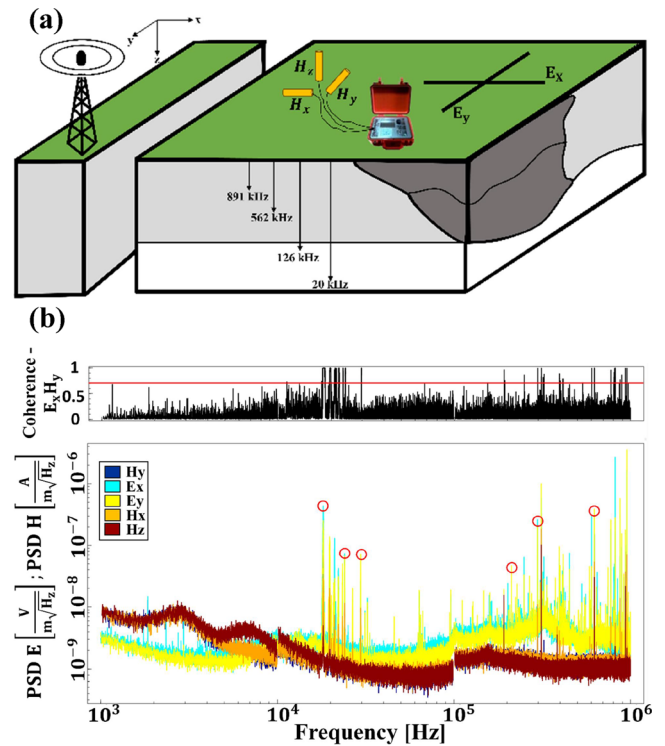 (a)
x
y
z
Hz
Hx
Hy
Ex
Ey
891 kHz
562 kHz
126 kHz
20 kHz
(b)
Coherence -
ExHy
1
0.5
0
PSD E [V/m√Hz] ; PSD H [A/m√Hz]
10⁻⁶
10⁻⁷
10⁻⁸
10⁻⁹
Hy
Ex
Ey
Hx
Hz
10³
10⁴
10⁵
10⁶
Frequency [Hz]